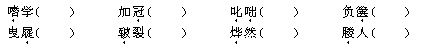 嗜学(　　) 加冠(　　) 叱咄(　　) 负箧(　　)
曳屣(　　) 皲裂(　　) 烨然(　　) 媵人(　　)